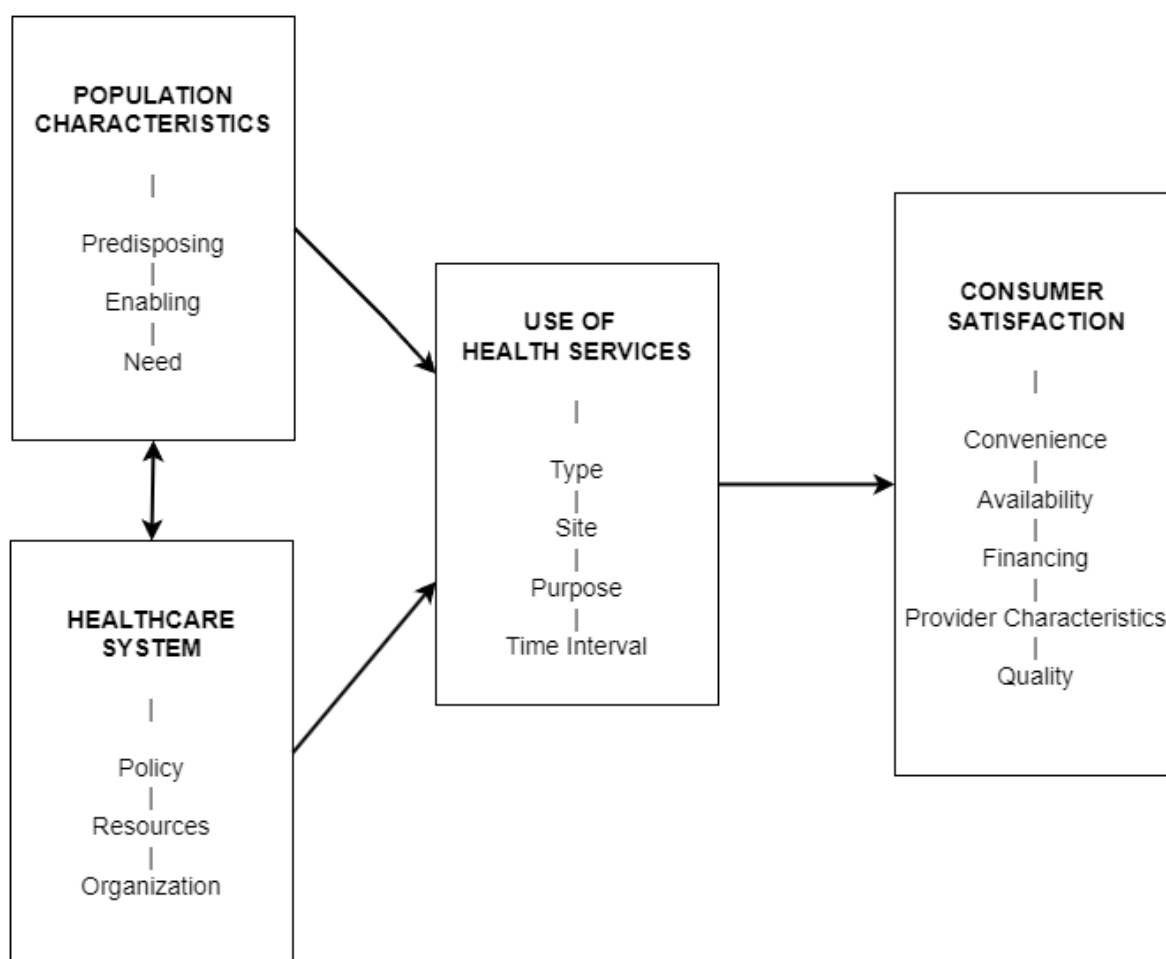 POPULATION
CHARACTERISTICS
|
Predisposing
|
Enabling
|
Need
HEALTHCARE
SYSTEM
|
Policy
|
Resources
|
Organization
USE OF
HEALTH SERVICES
|
Type
|
Site
|
Purpose
|
Time Interval
CONSUMER
SATISFACTION
|
Convenience
|
Availability
|
Financing
|
Provider Characteristics
|
Quality